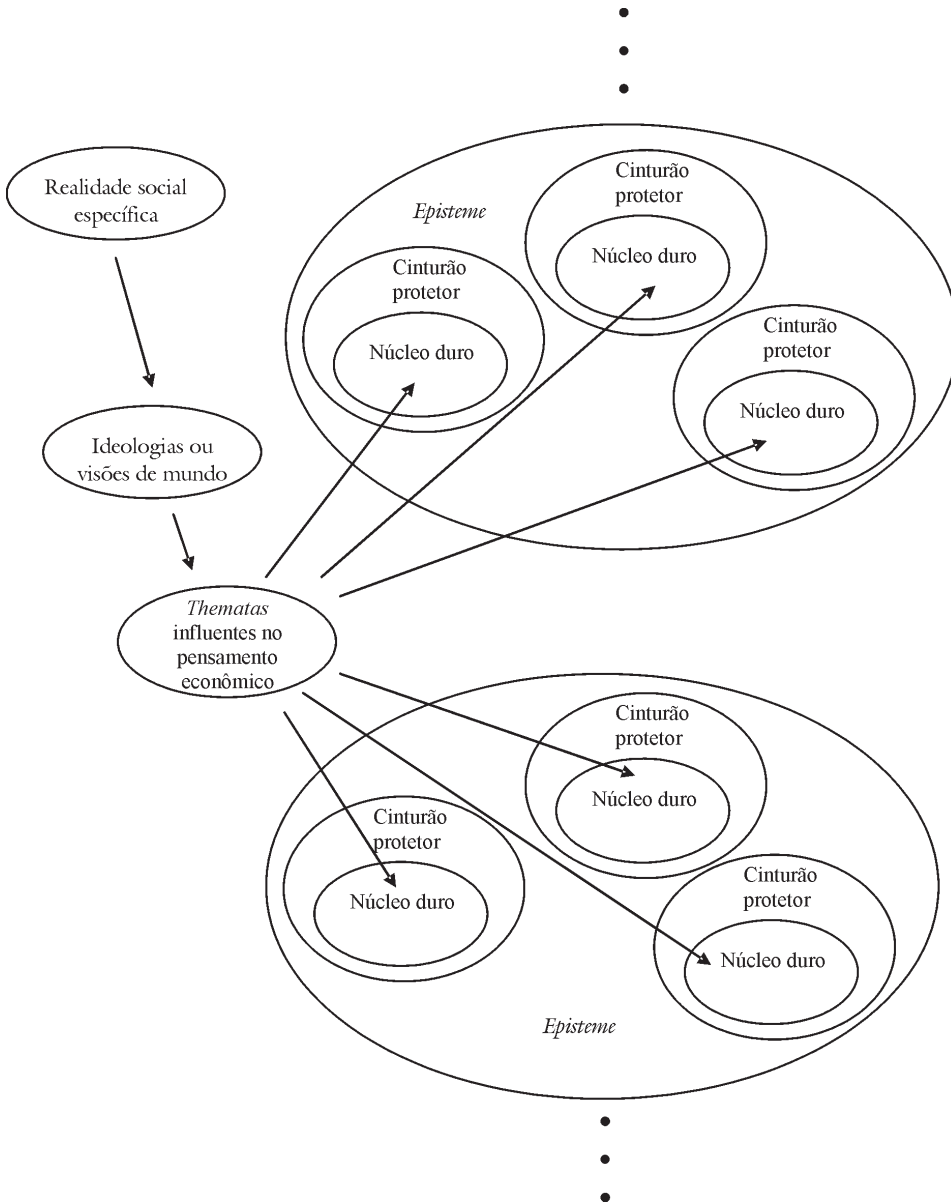 Realidade social
específica
Ideologias ou
visões de mundo
Thematas
influentes no
pensamento
econômico
Episteme
Cinturão
protetor
Núcleo duro
Cinturão
protetor
Núcleo duro
Cinturão
protetor
Núcleo duro
Cinturão
protetor
Núcleo duro
Cinturão
protetor
Núcleo duro
Cinturão
protetor
Núcleo duro
Episteme